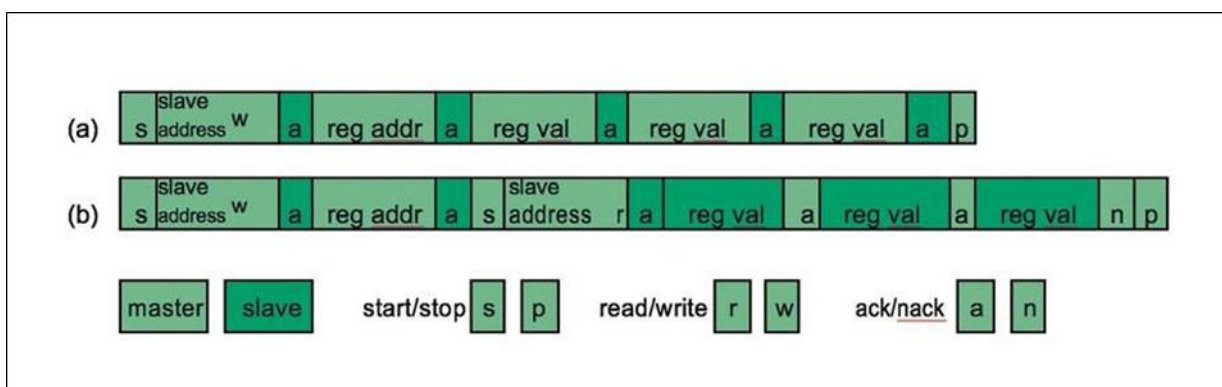 (a) s slave address w a reg addr a reg val a reg val a reg val a p
(b) s slave address w a reg addr a s slave address r a reg val a reg val a reg val n p
master slave start/stop s p read/write r w ack/nack a n